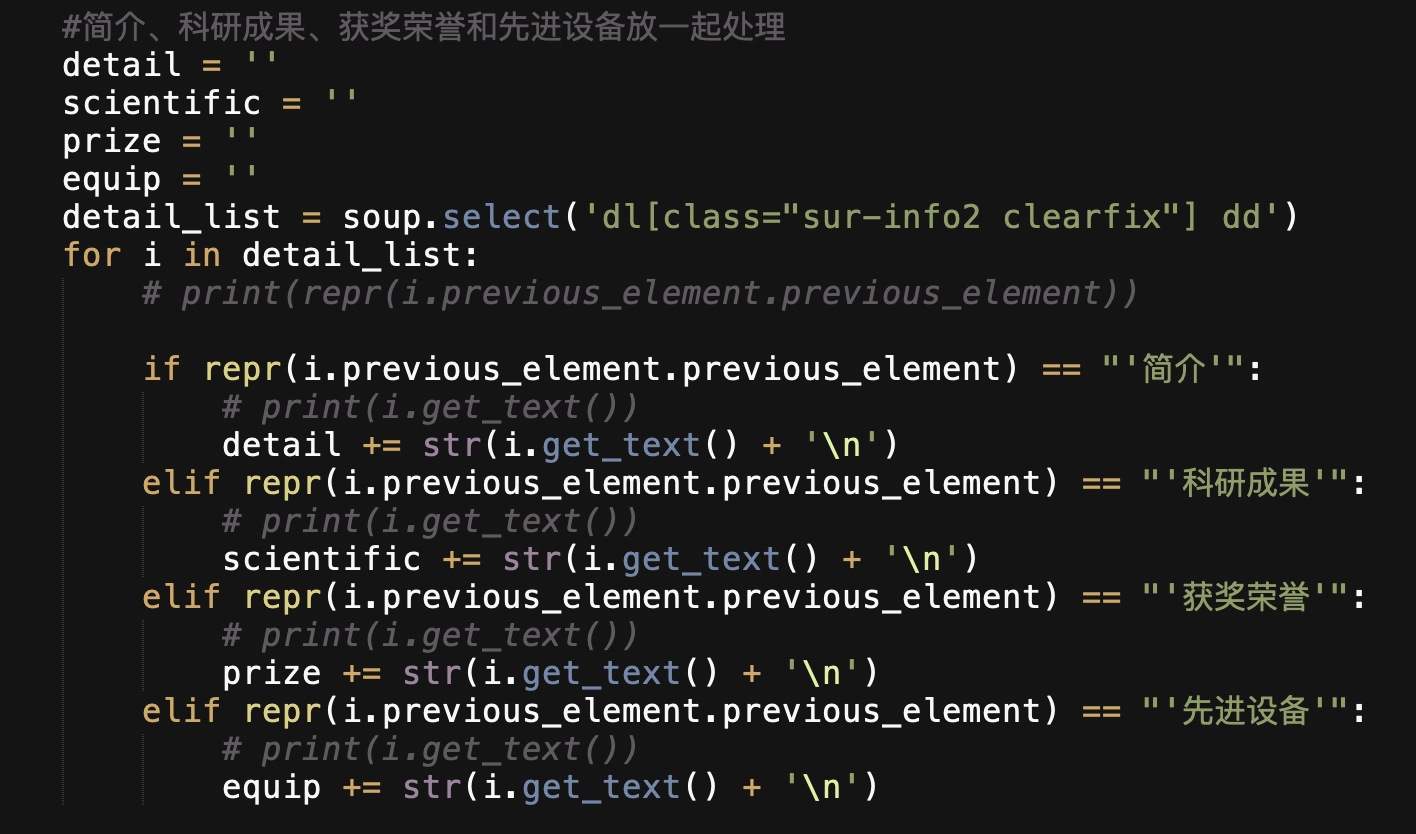 #简介、科研成果、获奖荣誉和先进设备放一起处理
detail = ''
scientific = ''
prize = ''
equip = ''
detail_list = soup.select('dl[class="sur-info2 clearfix"] dd')
for i in detail_list:
    # print(repr(i.previous_element.previous_element))

    if repr(i.previous_element.previous_element) == "'简介'":
        # print(i.get_text())
        detail += str(i.get_text() + '\n')
    elif repr(i.previous_element.previous_element) == "'科研成果'":
        # print(i.get_text())
        scientific += str(i.get_text() + '\n')
    elif repr(i.previous_element.previous_element) == "'获奖荣誉'":
        # print(i.get_text())
        prize += str(i.get_text() + '\n')
    elif repr(i.previous_element.previous_element) == "'先进设备'":
        # print(i.get_text())
        equip += str(i.get_text() + '\n')